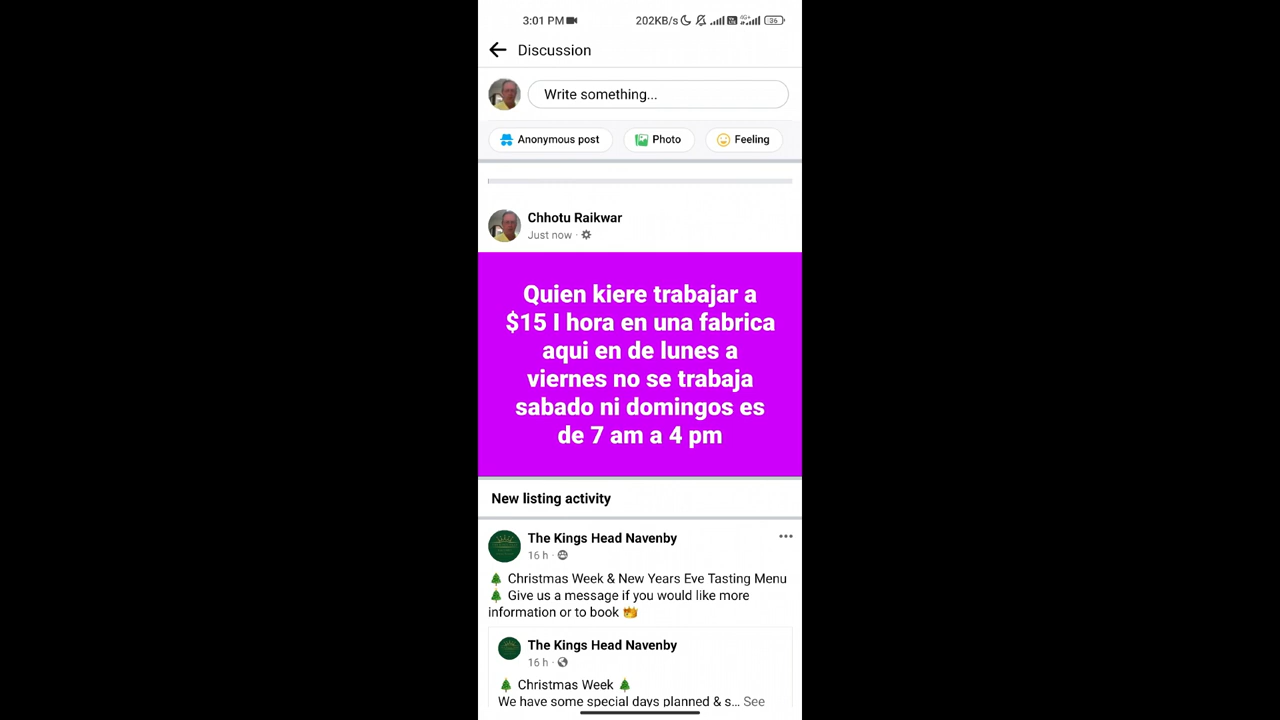 3:01 PM 202KB/s 4G+ 36
Discussion
Write something...
Anonymous post Photo Feeling
Chhotu Raikwar
Just now ·
Quien kiere trabajar a
$15 I hora en una fabrica
aqui en de lunes a
viernes no se trabaja
sabado ni domingos es
de 7 am a 4 pm
New listing activity
The Kings Head Navenby
16 h ·
🎄 Christmas Week & New Years Eve Tasting Menu
🎄 Give us a message if you would like more
information or to book 👑
The Kings Head Navenby
16 h ·
🎄 Christmas Week 🎄
We have some special days planned & s... See